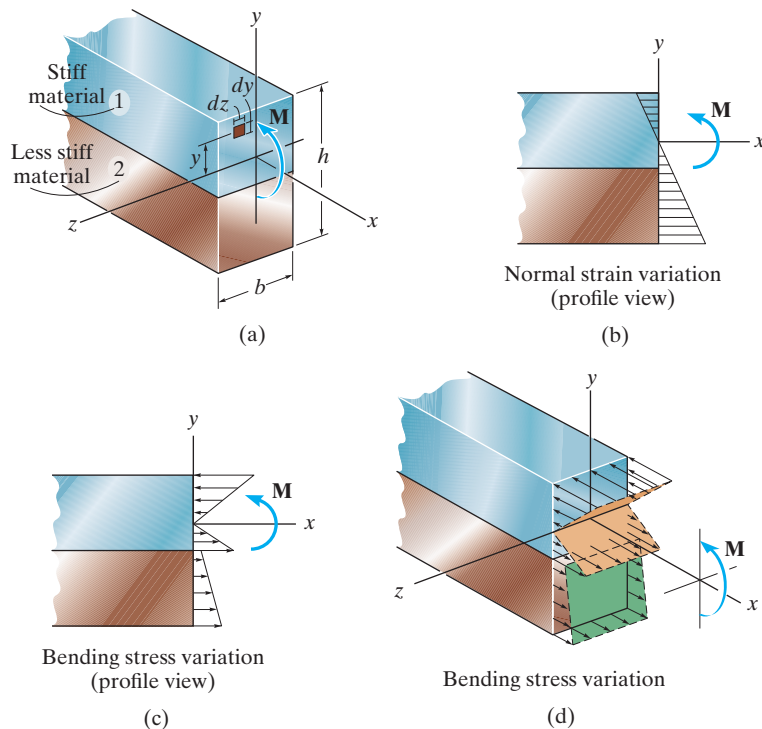 y
Stiff
material
1
dy
dz
M
Less stiff
material
2
y
h
z
x
b
(a)
y
M
x
Normal strain variation
(profile view)
(b)
y
M
x
Bending stress variation
(profile view)
(c)
y
M
z
x
Bending stress variation
(d)